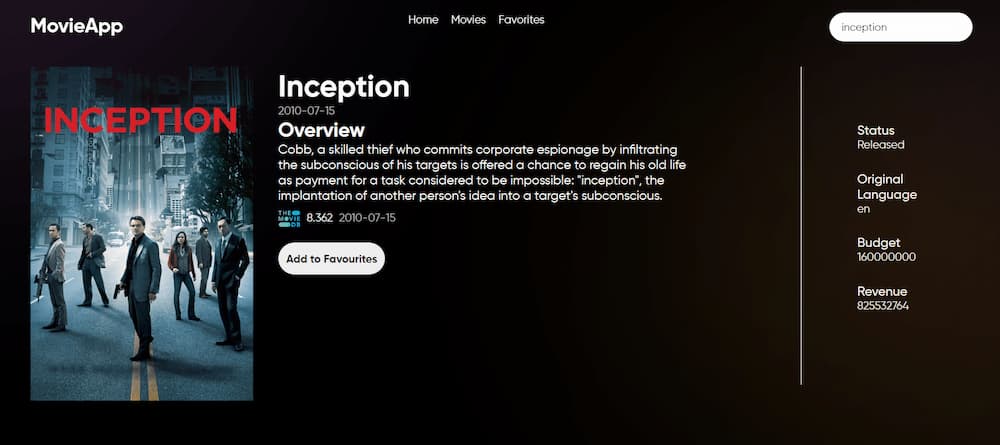 MovieApp
Home Movies Favorites
inception
INCEPTION
Inception
2010-07-15
Overview
Cobb, a skilled thief who commits corporate espionage by infiltrating
the subconscious of his targets is offered a chance to regain his old life
as payment for a task considered to be impossible: "inception", the
implantation of another person's idea into a target's subconscious.
THE
MOVIE
DB
8.362 2010-07-15
Add to Favourites
Status
Released
Original
Language
en
Budget
160000000
Revenue
825532764